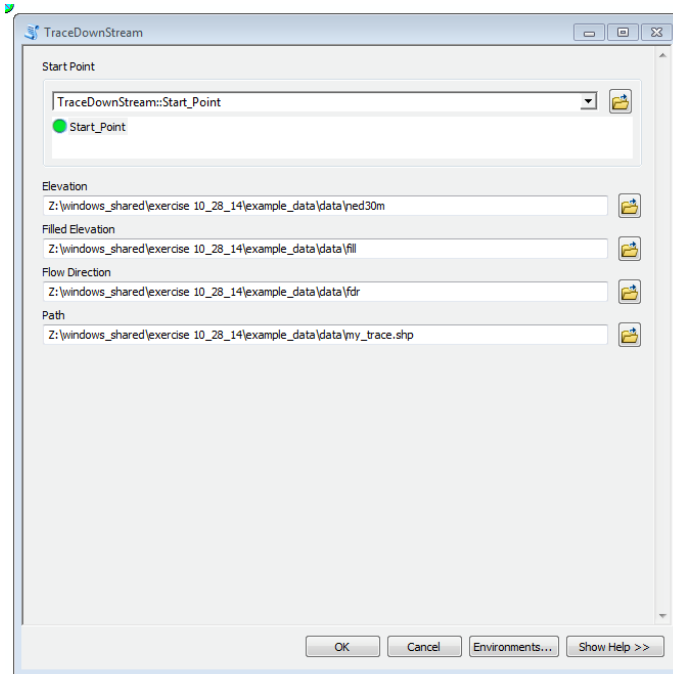 TraceDownStream
Start Point
TraceDownStream::Start_Point
Start_Point
Elevation
Z:\windows_shared\exercise 10_28_14\example_data\data\ned30m
Filled Elevation
Z:\windows_shared\exercise 10_28_14\example_data\data\fill
Flow Direction
Z:\windows_shared\exercise 10_28_14\example_data\data\fdr
Path
Z:\windows_shared\exercise 10_28_14\example_data\data\my_trace.shp
OK Cancel Environments... Show Help >>